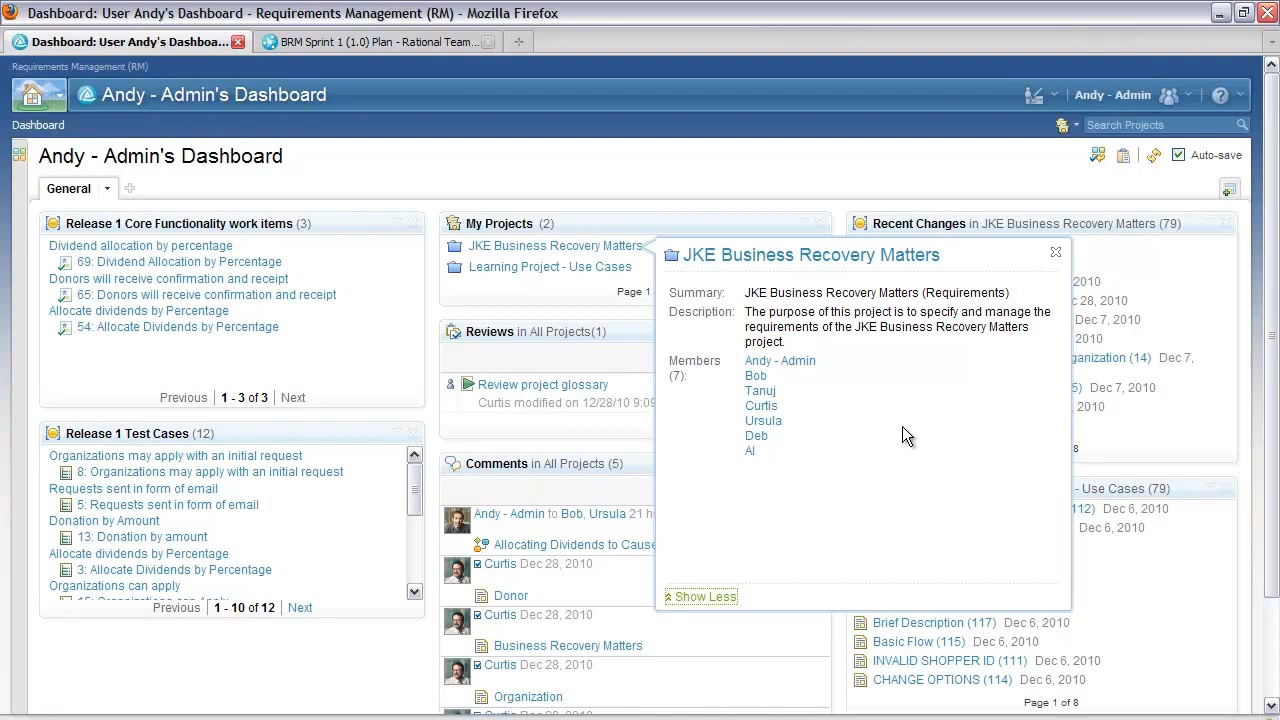 Dashboard: User Andy's Dashboard - Requirements Management (RM) - Mozilla Firefox
Dashboard: User Andy's Dashboa...
BRM Sprint 1 (1.0) Plan - Rational Team...
Requirements Management (RM)
Andy - Admin's Dashboard
Andy - Admin
Dashboard
Search Projects
Andy - Admin's Dashboard
Auto-save
General
Release 1 Core Functionality work items (3)
Dividend allocation by percentage
69: Dividend Allocation by Percentage
Donors will receive confirmation and receipt
65: Donors will receive confirmation and receipt
Allocate dividends by Percentage
54: Allocate Dividends by Percentage
Previous 1 - 3 of 3 Next
Release 1 Test Cases (12)
Organizations may apply with an initial request
8: Organizations may apply with an initial request
Requests sent in form of email
5: Requests sent in form of email
Donation by Amount
13: Donation by amount
Allocate dividends by Percentage
3: Allocate Dividends by Percentage
Organizations can apply
Previous 1 - 10 of 12 Next
My Projects (2)
JKE Business Recovery Matters
Learning Project - Use Cases
Page 1
Reviews in All Projects(1)
Review project glossary
Curtis modified on 12/28/10 9:09
Comments in All Projects (5)
Andy - Admin to Bob, Ursula 21 h
Allocating Dividends to Cause
Curtis Dec 28, 2010
Donor
Curtis Dec 28, 2010
Business Recovery Matters
Curtis Dec 28, 2010
Organization
JKE Business Recovery Matters
Summary: JKE Business Recovery Matters (Requirements)
Description: The purpose of this project is to specify and manage the
requirements of the JKE Business Recovery Matters
project.
Members Andy - Admin
(7): Bob
Tanuj
Curtis
Ursula
Deb
Al
Show Less
Recent Changes in JKE Business Recovery Matters (79)
2010
28, 2010
Dec 7, 2010
2010
ganization (14) Dec 7,
5) Dec 7, 2010
2010
8
- Use Cases (79)
112) Dec 6, 2010
Dec 6, 2010
Brief Description (117) Dec 6, 2010
Basic Flow (115) Dec 6, 2010
INVALID SHOPPER ID (111) Dec 6, 2010
CHANGE OPTIONS (114) Dec 6, 2010
Page 1 of 8